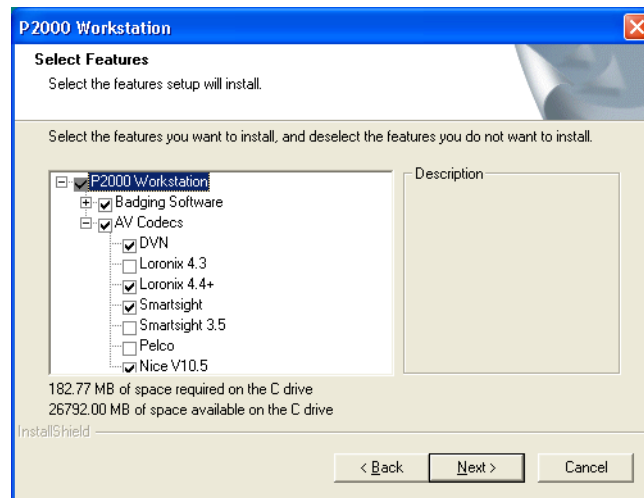 P2000 Workstation
Select Features
Select the features setup will install.
Select the features you want to install, and deselect the features you do not want to install.
P2000 Workstation
Badging Software
AV Codecs
DVN
Loronix 4.3
Loronix 4.4+
Smartsight
Smartsight 3.5
Pelco
Nice V10.5
Description
182.77 MB of space required on the C drive
26792.00 MB of space available on the C drive
InstallShield
< Back
Next >
Cancel